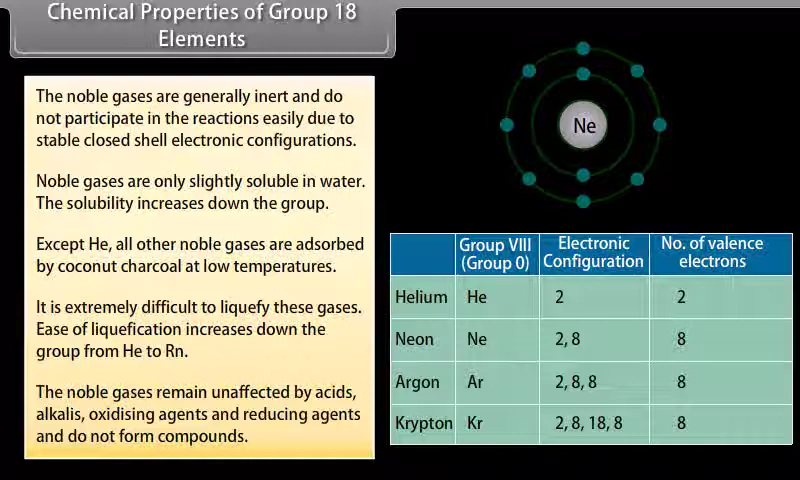 Chemical Properties of Group 18
Elements
The noble gases are generally inert and do
not participate in the reactions easily due to
stable closed shell electronic configurations.
Noble gases are only slightly soluble in water.
The solubility increases down the group.
Except He, all other noble gases are adsorbed
by coconut charcoal at low temperatures.
It is extremely difficult to liquefy these gases.
Ease of liquefication increases down the
group from He to Rn.
The noble gases remain unaffected by acids,
alkalis, oxidising agents and reducing agents
and do not form compounds.
Ne
Group VIII
(Group 0)
Electronic
Configuration
No. of valence
electrons
Helium He 2 2
Neon Ne 2, 8 8
Argon Ar 2, 8, 8 8
Krypton Kr 2, 8, 18, 8 8